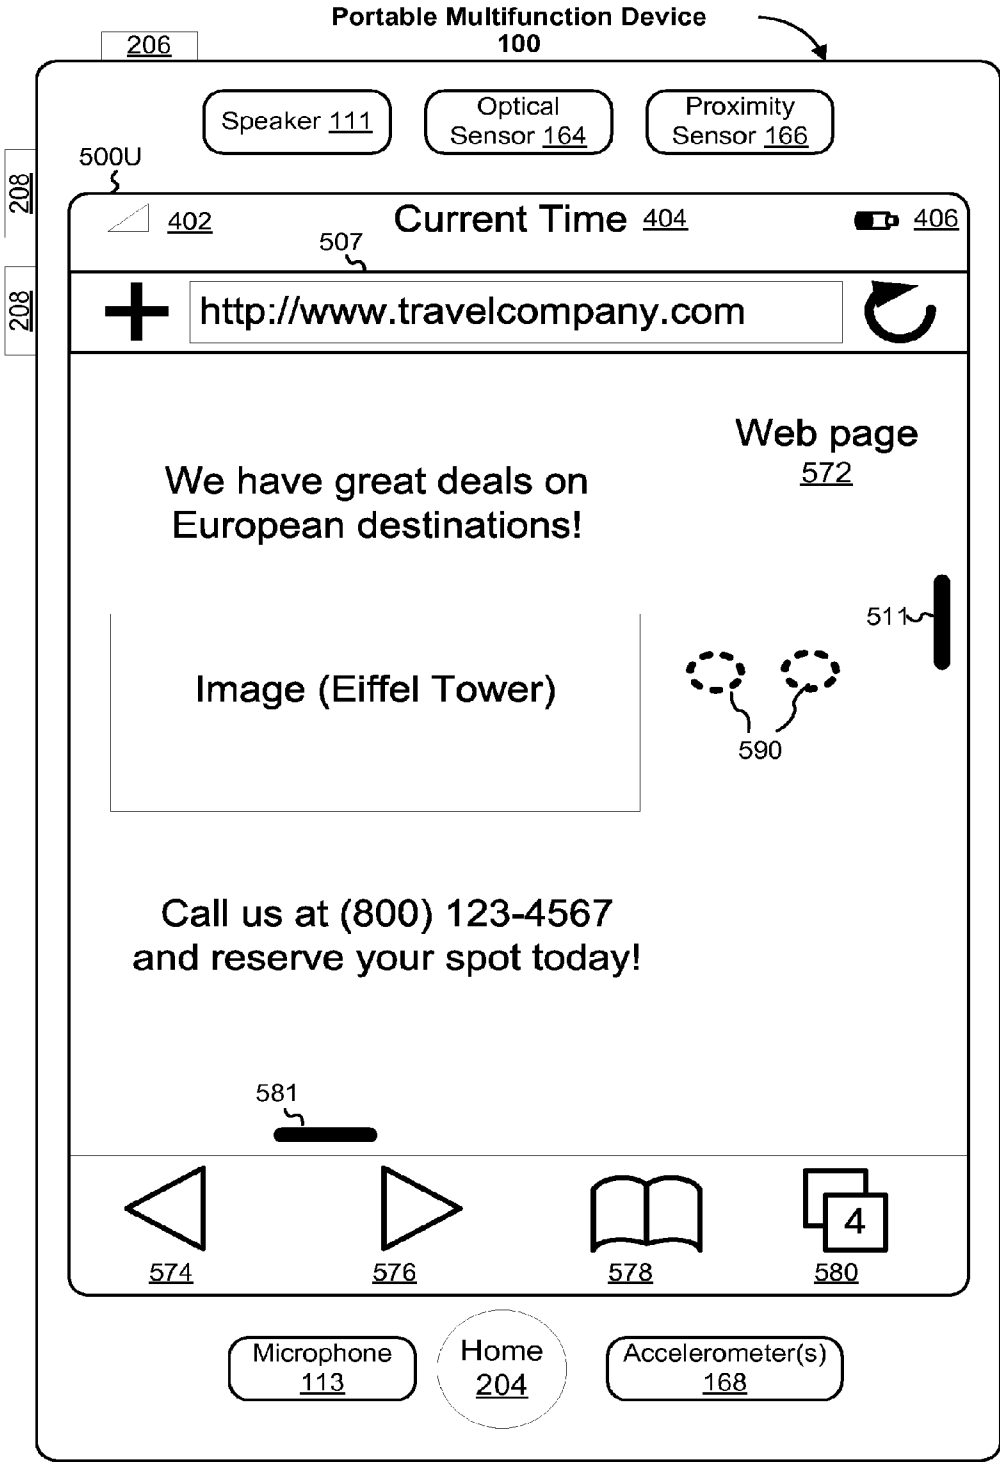 Portable Multifunction Device
100
206
Speaker 111
Optical
Sensor 164
Proximity
Sensor 166
500U
208
402
Current Time 404
406
507
208
http://www.travelcompany.com
Web page
572
We have great deals on
European destinations!
511
Image (Eiffel Tower)
590
Call us at (800) 123-4567
and reserve your spot today!
581
4
574
576
578
580
Microphone
113
Home
204
Accelerometer(s)
168